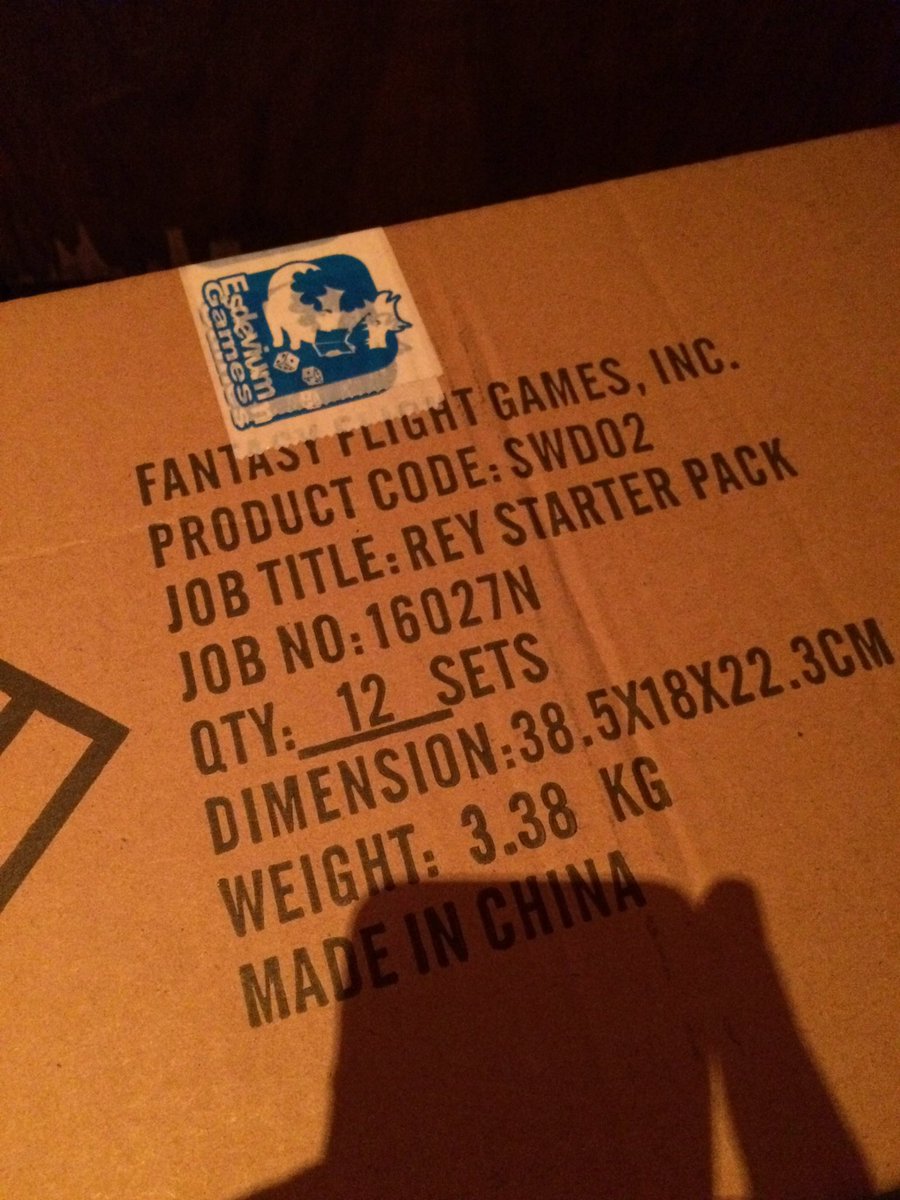 Esdevium
Games
FANTASY FLIGHT GAMES, INC.
PRODUCT CODE: SWD02
JOB TITLE: REY STARTER PACK
JOB NO: 16027N
QTY: 12 SETS
DIMENSION:38.5X18X22.3CM
WEIGHT: 3.38 KG
MADE IN CHINA